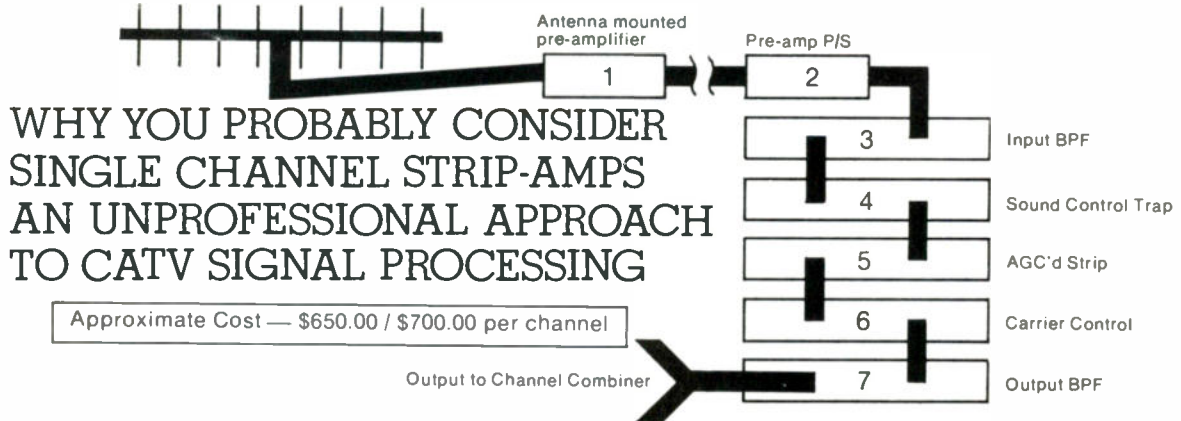 Antenna mounted
pre-amplifier
Pre-amp P/S
1
2
WHY YOU PROBABLY CONSIDER
SINGLE CHANNEL STRIP-AMPS
AN UNPROFESSIONAL APPROACH
TO CATV SIGNAL PROCESSING
Approximate Cost — $650.00 / $700.00 per channel
3 Input BPF
4 Sound Control Trap
5 AGC'd Strip
6 Carrier Control
Output to Channel Combiner
7 Output BPF